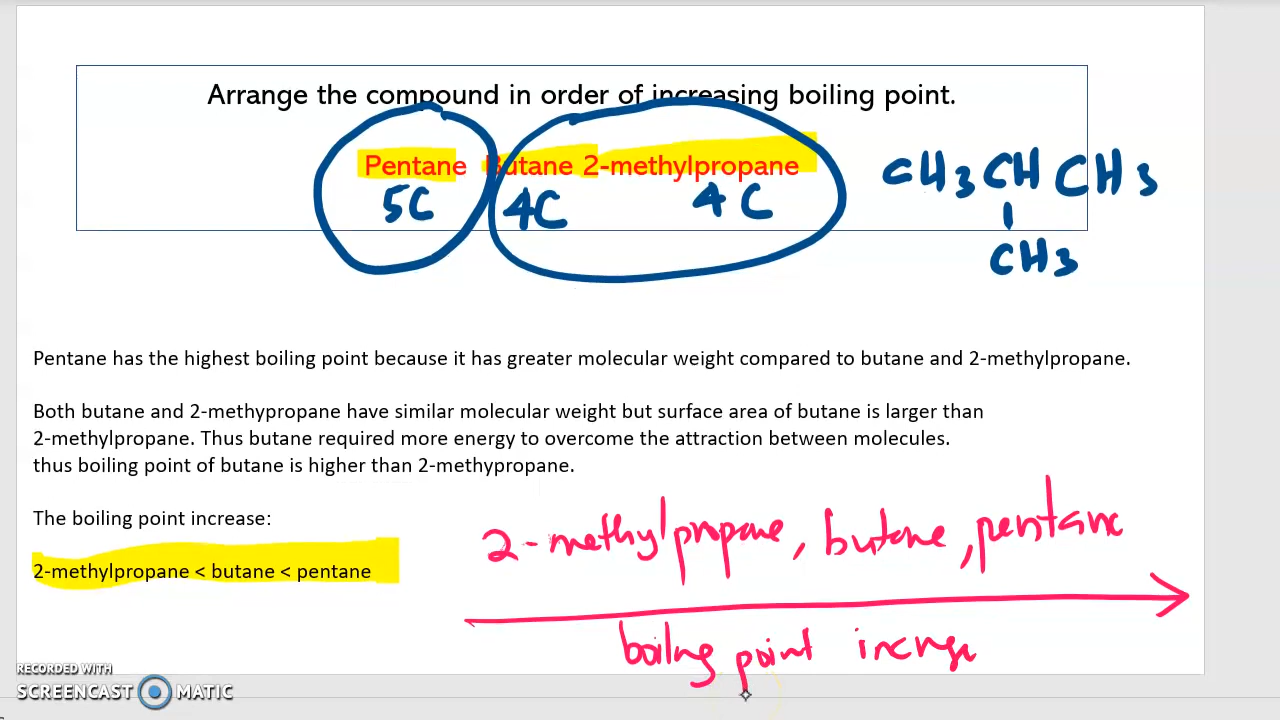 Arrange the compound in order of increasing boiling point.
Pentane Butane 2-methylpropane
5C 4C 4C
CH3 CH CH3
CH3
Pentane has the highest boiling point because it has greater molecular weight compared to butane and 2-methylpropane.
Both butane and 2-methypropane have similar molecular weight but surface area of butane is larger than
2-methylpropane. Thus butane required more energy to overcome the attraction between molecules.
thus boiling point of butane is higher than 2-methypropane.
The boiling point increase:
2-methylpropane < butane < pentane
2-methylpropane, butane, pentane
boiling point increase
RECORDED WITH
SCREENCAST MATIC